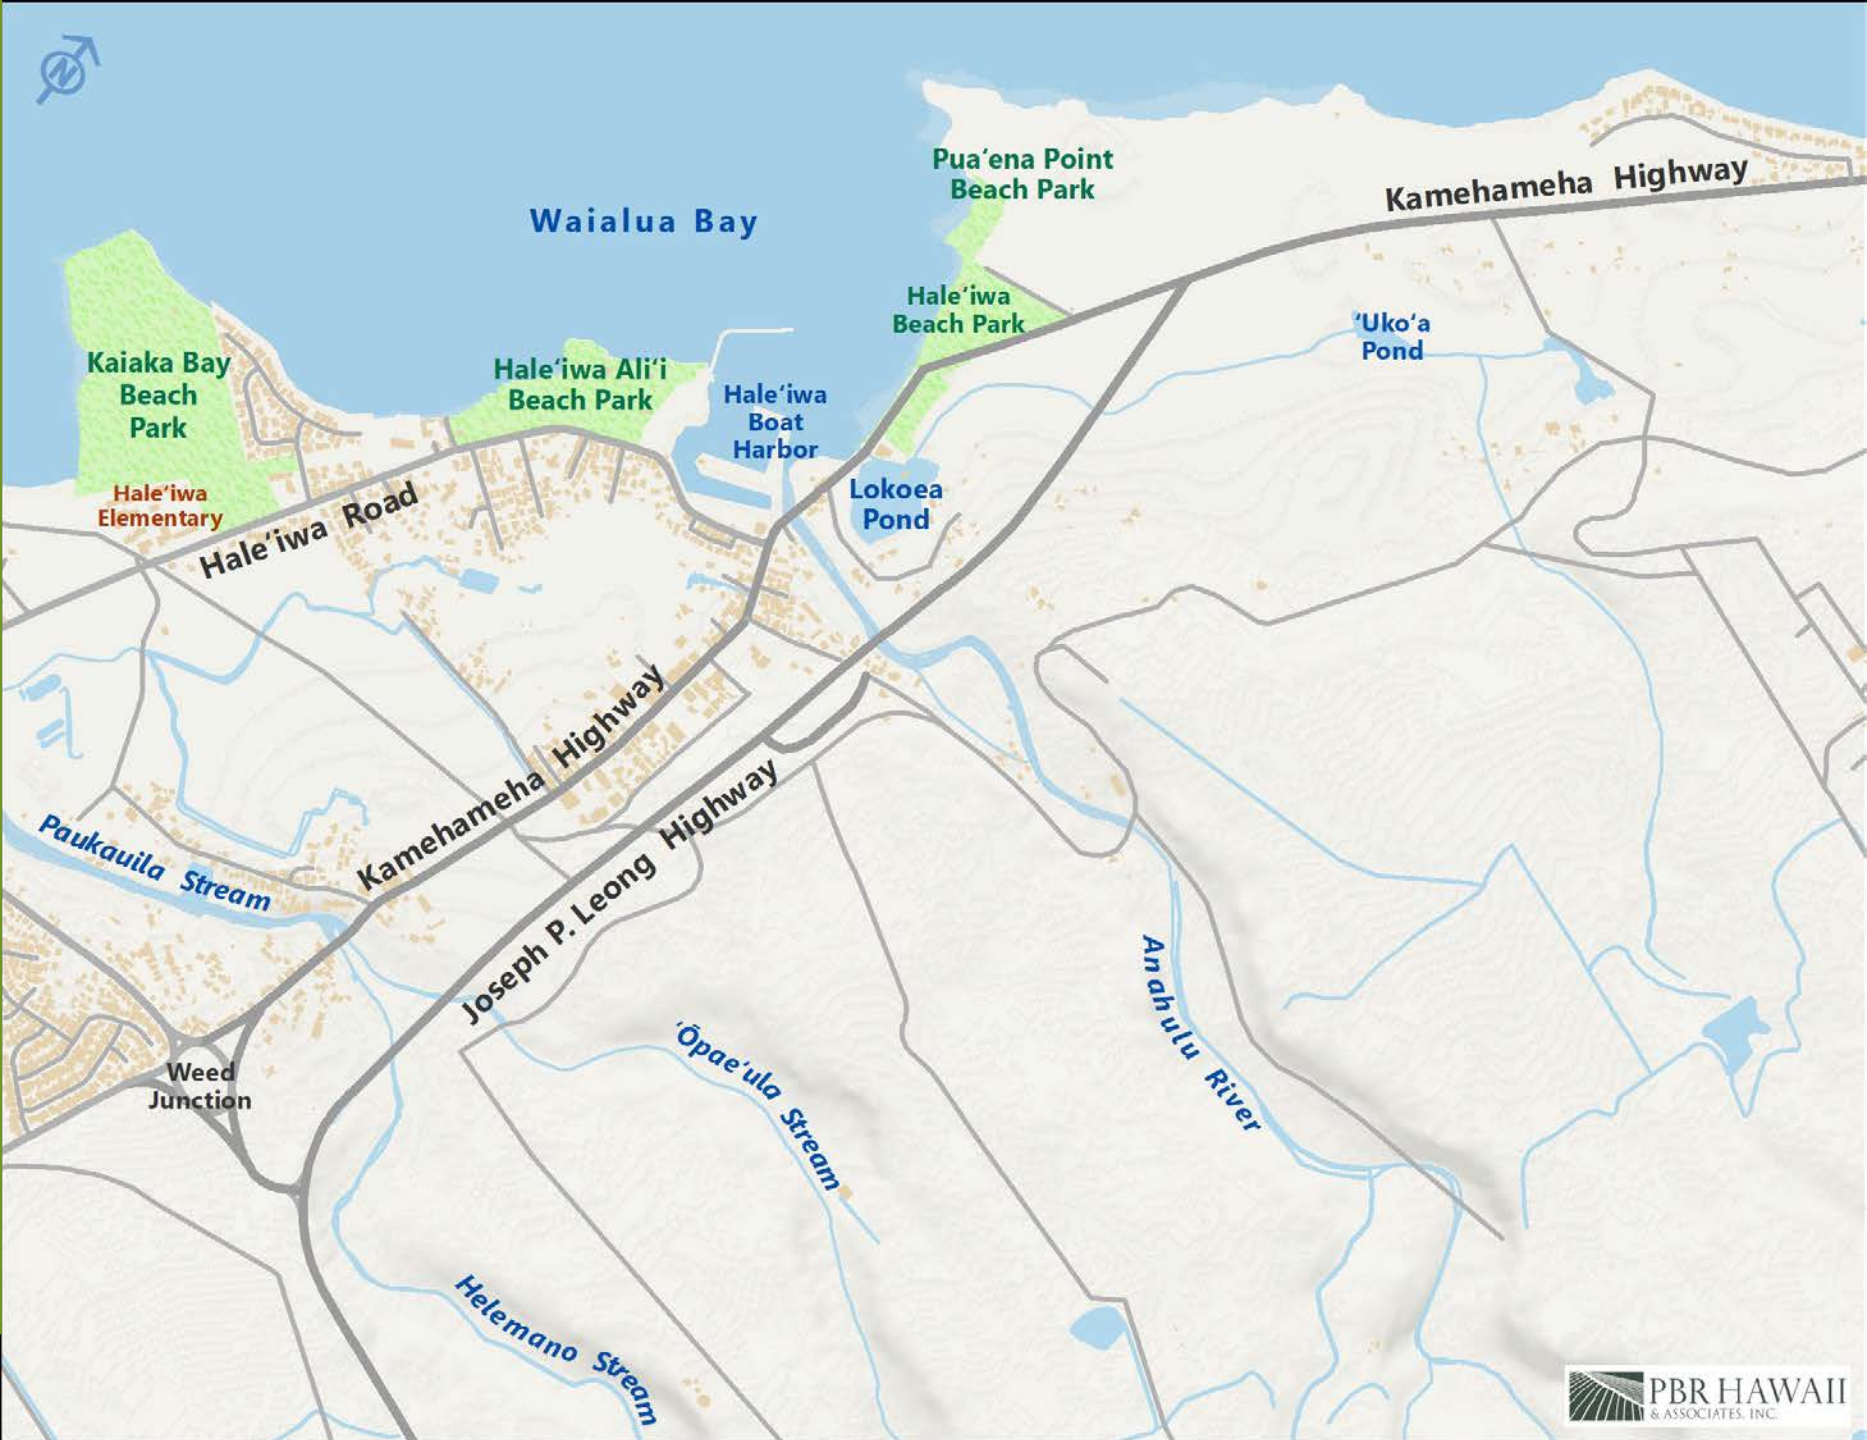 N
Pua‘ena Point
Beach Park
Kamehameha Highway
Waialua Bay
Hale‘iwa
Beach Park
‘Uko‘a
Pond
Kaiaka Bay
Beach
Park
Hale‘iwa Ali‘i
Beach Park
Hale‘iwa
Boat
Harbor
Hale‘iwa
Elementary
Hale‘iwa Road
Lokoea
Pond
Kamehameha Highway
Joseph P. Leong Highway
Paukauila Stream
Weed
Junction
‘Ōpae‘ula Stream
Anahulu River
Helemano Stream
PBR HAWAII
& ASSOCIATES, INC.